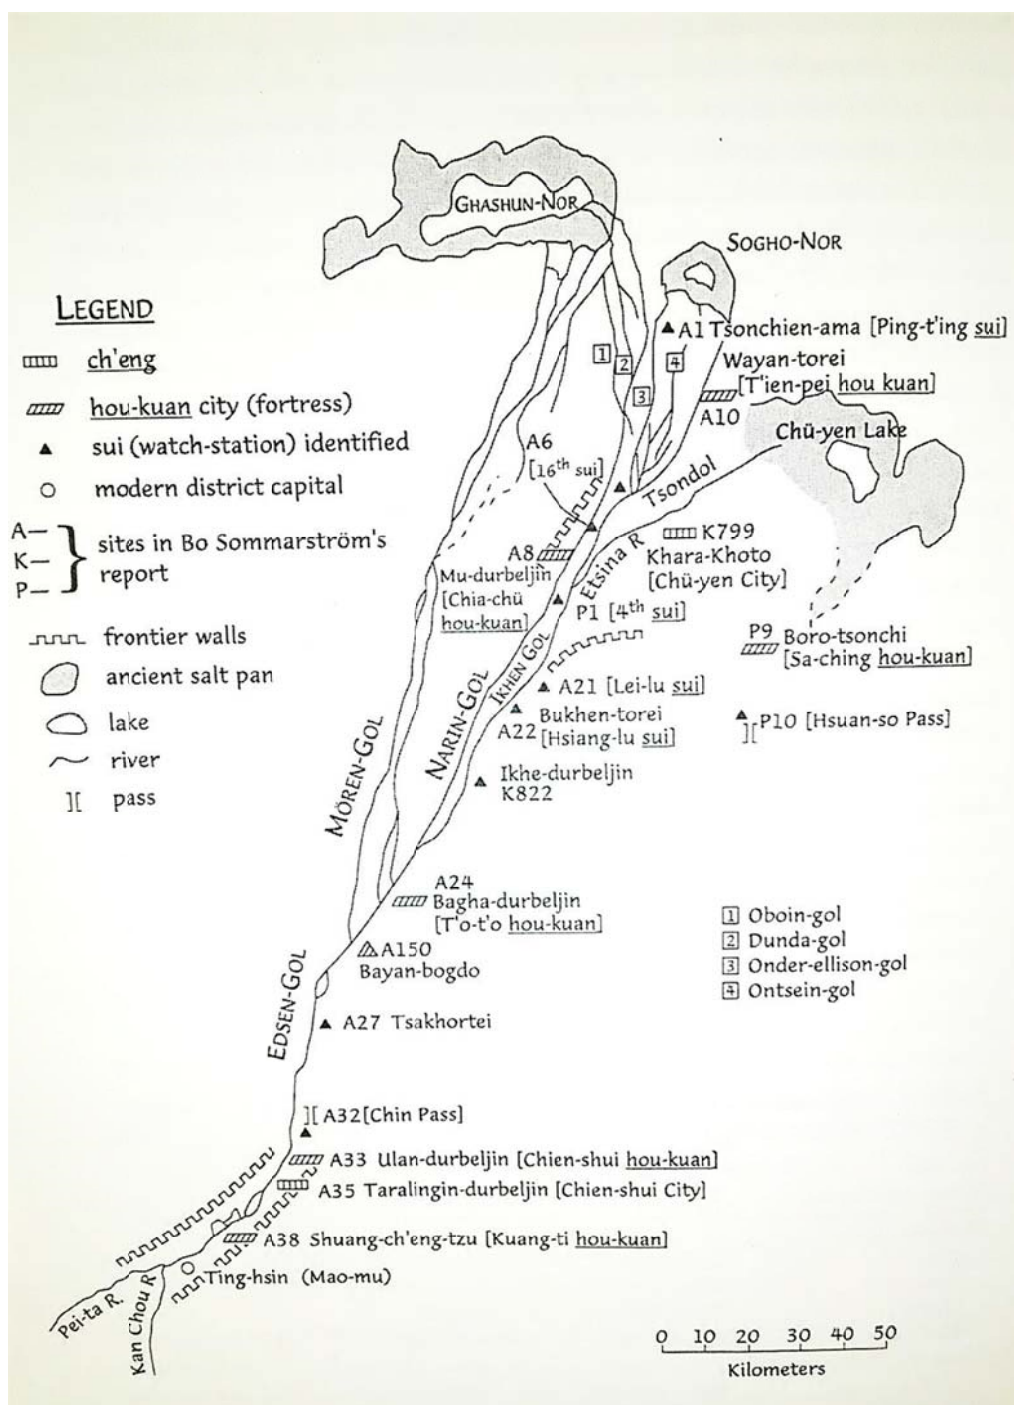 GHASHUN-NOR
SOGHO-NOR
LEGEND
ch'eng
hou-kuan city (fortress)
sui (watch-station) identified
modern district capital
A—
K—
P—
sites in Bo Sommarström's
report
frontier walls
ancient salt pan
lake
river
][ pass
A1 Tsonchien-ama [Ping-t'ing sui]
1
2
3
4
Wayan-torei
[T'ien-pei hou kuan]
A10
Chü-yen Lake
A6
[16th sui]
Tsondol
A8
Mu-durbeljin
[Chia-chü
hou-kuan]
Etsina R.
K799
Khara-Khoto
[Chü-yen City]
P1 [4th sui]
P9 Boro-tsonchi
[Sa-ching hou-kuan]
IKHEN GOL
NARIN-GOL
MÖREN-GOL
A21 [Lei-lu sui]
Bukhen-torei
A22 [Hsiang-lu sui]
P10 [Hsuan-so Pass]
Ikhe-durbeljin
K822
A24
Bagha-durbeljin
[T'o-t'o hou-kuan]
A150
Bayan-bogdo
1 Oboin-gol
2 Dunda-gol
3 Onder-ellison-gol
4 Ontsein-gol
EDSEN-GOL
A27 Tsakhortei
A32 [Chin Pass]
A33 Ulan-durbeljin [Chien-shui hou-kuan]
A35 Taralingin-durbeljin [Chien-shui City]
A38 Shuang-ch'eng-tzu [Kuang-ti hou-kuan]
Ting-hsin (Mao-mu)
Pei-ta R.
Kan Chou R.
0 10 20 30 40 50
Kilometers